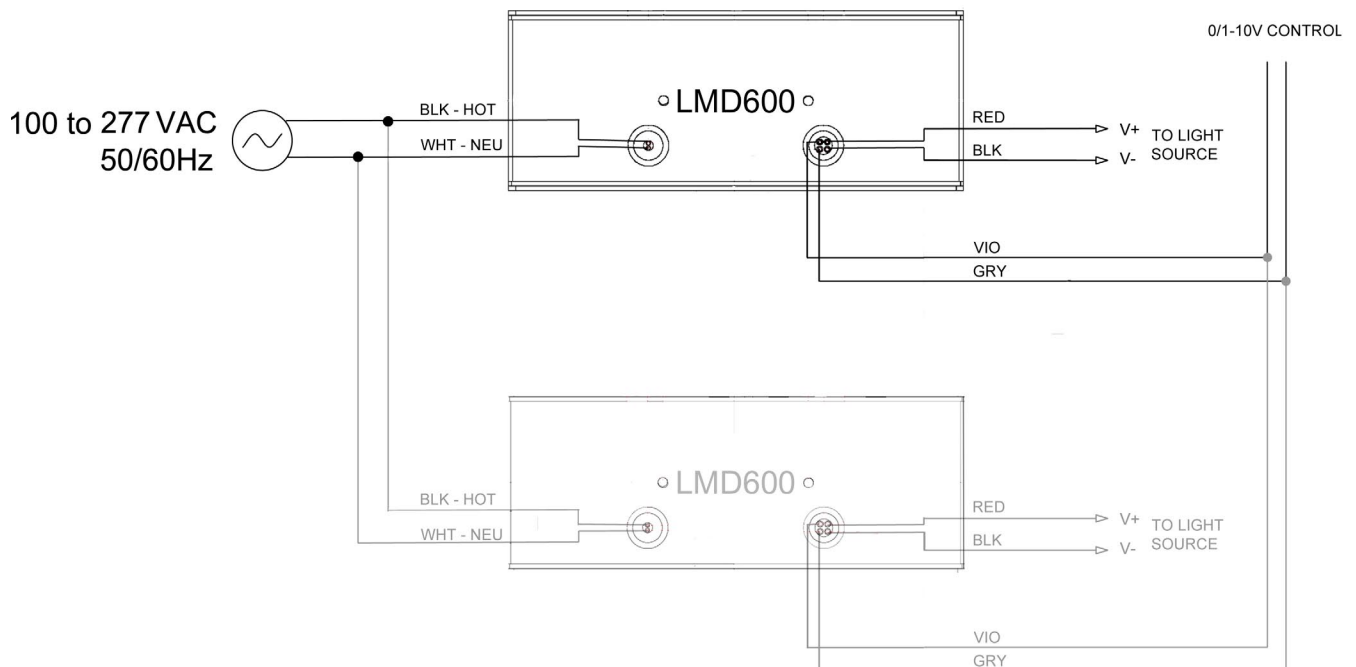 0/1-10V CONTROL
LMD600
100 to 277 VAC
50/60Hz
BLK - HOT
WHT - NEU
RED
BLK
V+
V-
TO LIGHT
SOURCE
VIO
GRY
LMD600
BLK - HOT
WHT - NEU
RED
BLK
V+
V-
TO LIGHT
SOURCE
VIO
GRY